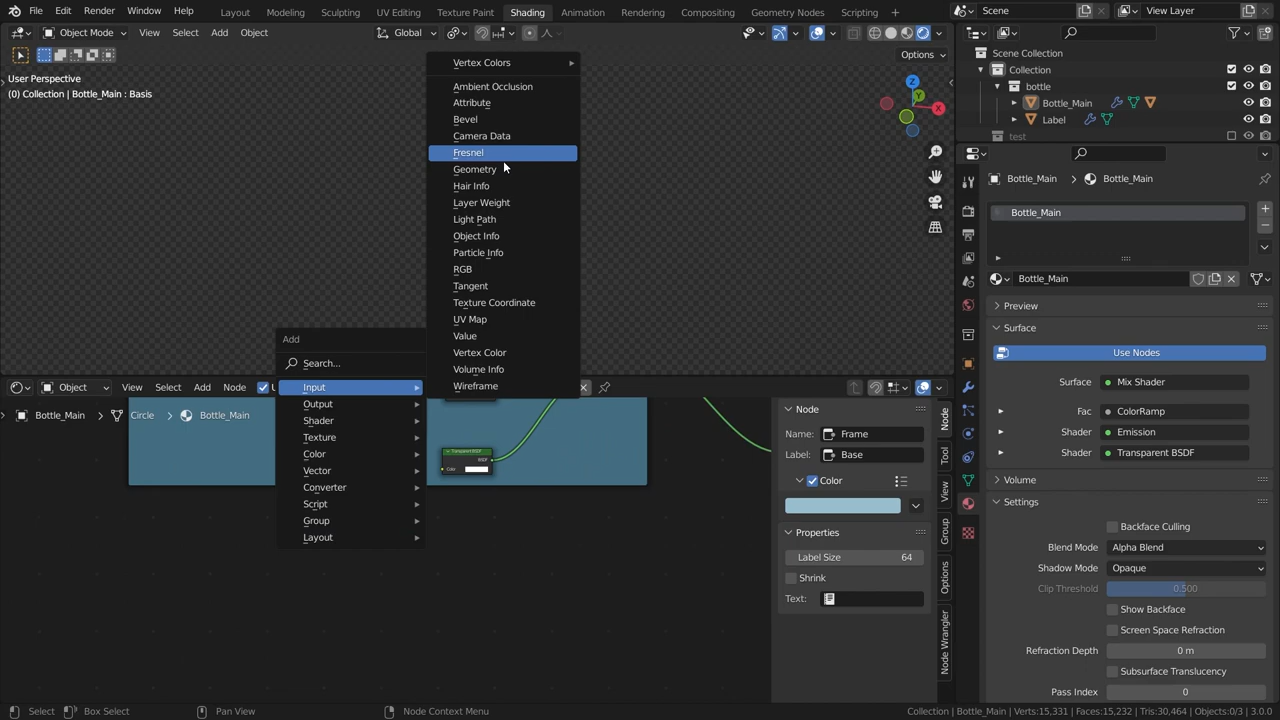 File Edit Render Window Help Layout Modeling Sculpting UV Editing Texture Paint Shading Animation Rendering Compositing Geometry Nodes Scripting + Scene View Layer
Object Mode View Select Add Object Global
Options
User Perspective
(0) Collection | Bottle_Main : Basis
Z
Y
X
Vertex Colors
Ambient Occlusion
Attribute
Bevel
Camera Data
Fresnel
Geometry
Hair Info
Layer Weight
Light Path
Object Info
Particle Info
RGB
Tangent
Texture Coordinate
UV Map
Value
Vertex Color
Volume Info
Wireframe
Add
Search...
Input
Output
Shader
Texture
Color
Vector
Converter
Script
Group
Layout
Object View Select Add Node
Bottle_Main > Circle > Bottle_Main
Transparent BSDF
BSDF
Color
Node
Name: Frame
Label: Base
Color
Properties
Label Size 64
Shrink
Text:
Node
Tool
View
Group
Options
Node Wrangler
Scene Collection
Collection
bottle
Bottle_Main
Label
test
Bottle_Main > Bottle_Main
Bottle_Main
Bottle_Main
Preview
Surface
Use Nodes
Surface Mix Shader
Fac ColorRamp
Shader Emission
Shader Transparent BSDF
Volume
Settings
Backface Culling
Blend Mode Alpha Blend
Shadow Mode Opaque
Clip Threshold 0.500
Show Backface
Screen Space Refraction
Refraction Depth 0 m
Subsurface Translucency
Pass Index 0
Select Box Select Pan View Node Context Menu Collection | Bottle_Main | Verts:15,331 | Faces:15,232 | Tris:30,464 | Objects:0/3 | 3.0.0